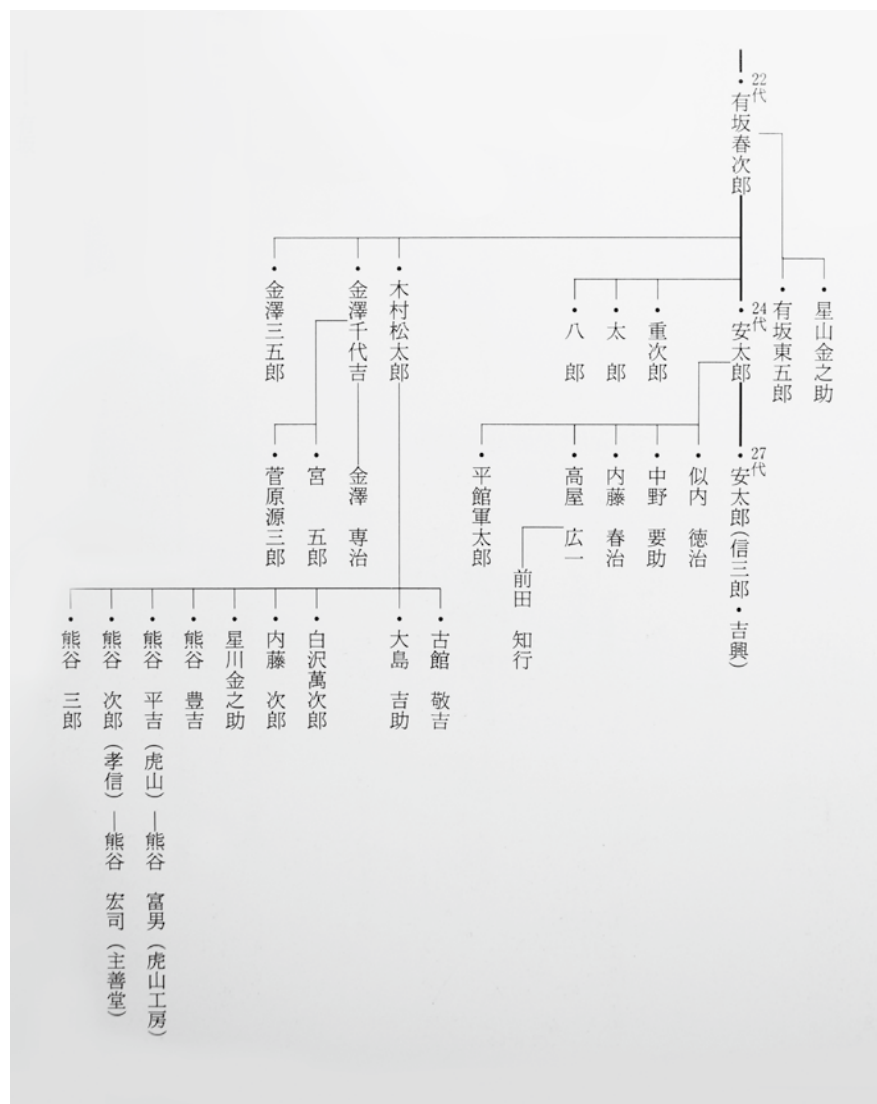 22代
有坂春次郎
星山金之助
有坂東五郎
24代
安太郎
重次郎
太 郎
八 郎
木村松太郎
金澤千代吉
金澤三五郎
27代
安太郎(信三郎・吉興)
似内 徳治
中野 要助
内藤 春治
高屋 広一
前田 知行
平館軍太郎
金澤 専治
宮 五郎
菅原源三郎
古館 敬吉
大島 吉助
白沢萬次郎
内藤 次郎
星川金之助
熊谷 豊吉
熊谷 平吉(虎山)―熊谷 富男(虎山工房)
熊谷 次郎(孝信)―熊谷 宏司(主善堂)
熊谷 三郎